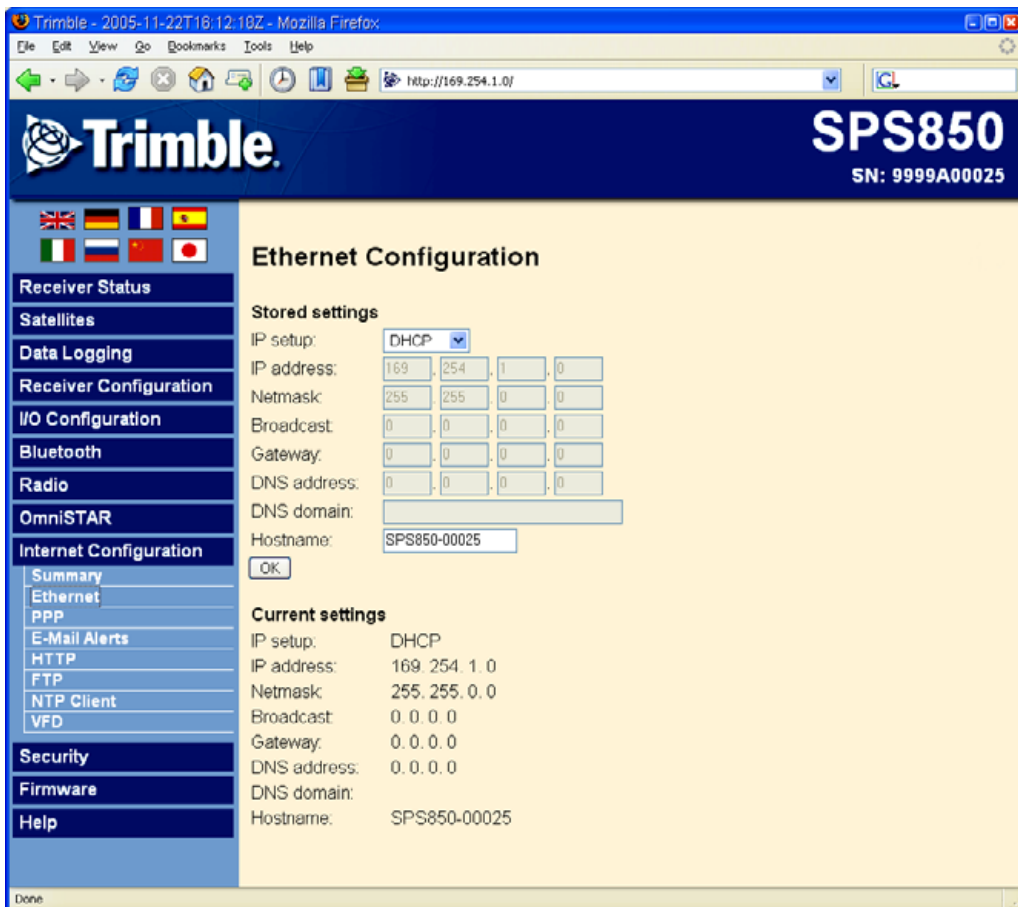 Trimble - 2005-11-22T16:12:18Z - Mozilla Firefox
File Edit View Go Bookmarks Tools Help
http://169.254.1.0/
G
Trimble.
SPS850
SN: 9999A00025
Receiver Status
Satellites
Data Logging
Receiver Configuration
I/O Configuration
Bluetooth
Radio
OmniSTAR
Internet Configuration
Summary
Ethernet
PPP
E-Mail Alerts
HTTP
FTP
NTP Client
VFD
Security
Firmware
Help
Ethernet Configuration
Stored settings
IP setup: DHCP
IP address: 169 . 254 . 1 . 0
Netmask: 255 . 255 . 0 . 0
Broadcast: 0 . 0 . 0 . 0
Gateway: 0 . 0 . 0 . 0
DNS address: 0 . 0 . 0 . 0
DNS domain:
Hostname: SPS850-00025
OK
Current settings
IP setup: DHCP
IP address: 169. 254. 1. 0
Netmask: 255. 255. 0. 0
Broadcast: 0. 0. 0. 0
Gateway: 0. 0. 0. 0
DNS address: 0. 0. 0. 0
DNS domain:
Hostname: SPS850-00025
Done